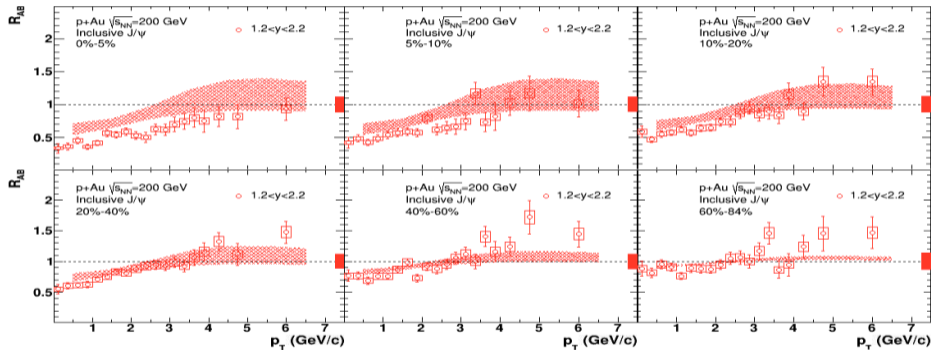 R_AB
p+Au √s_NN=200 GeV
Inclusive J/ψ
0%-5%
1.2<y<2.2
p+Au √s_NN=200 GeV
Inclusive J/ψ
5%-10%
1.2<y<2.2
p+Au √s_NN=200 GeV
Inclusive J/ψ
10%-20%
1.2<y<2.2
2
1.5
1
0.5
R_AB
p+Au √s_NN=200 GeV
Inclusive J/ψ
20%-40%
1.2<y<2.2
p+Au √s_NN=200 GeV
Inclusive J/ψ
40%-60%
1.2<y<2.2
p+Au √s_NN=200 GeV
Inclusive J/ψ
60%-84%
1.2<y<2.2
2
1.5
1
0.5
1 2 3 4 5 6 7
p_T (GeV/c)
1 2 3 4 5 6 7
p_T (GeV/c)
1 2 3 4 5 6 7
p_T (GeV/c)